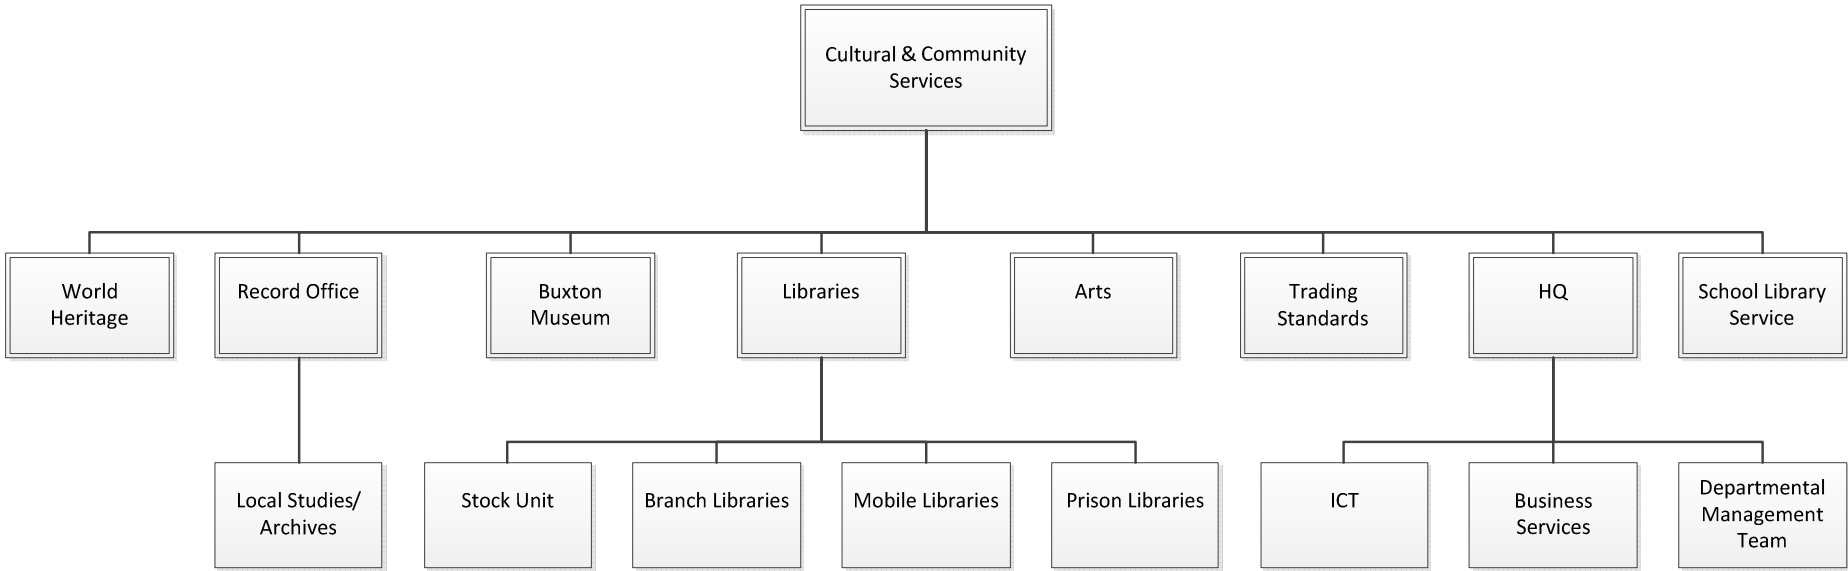 Cultural & Community
Services
World
Heritage
Record Office
Buxton
Museum
Libraries
Arts
Trading
Standards
HQ
School Library
Service
Local Studies/
Archives
Stock Unit
Branch Libraries
Mobile Libraries
Prison Libraries
ICT
Business
Services
Departmental
Management
Team